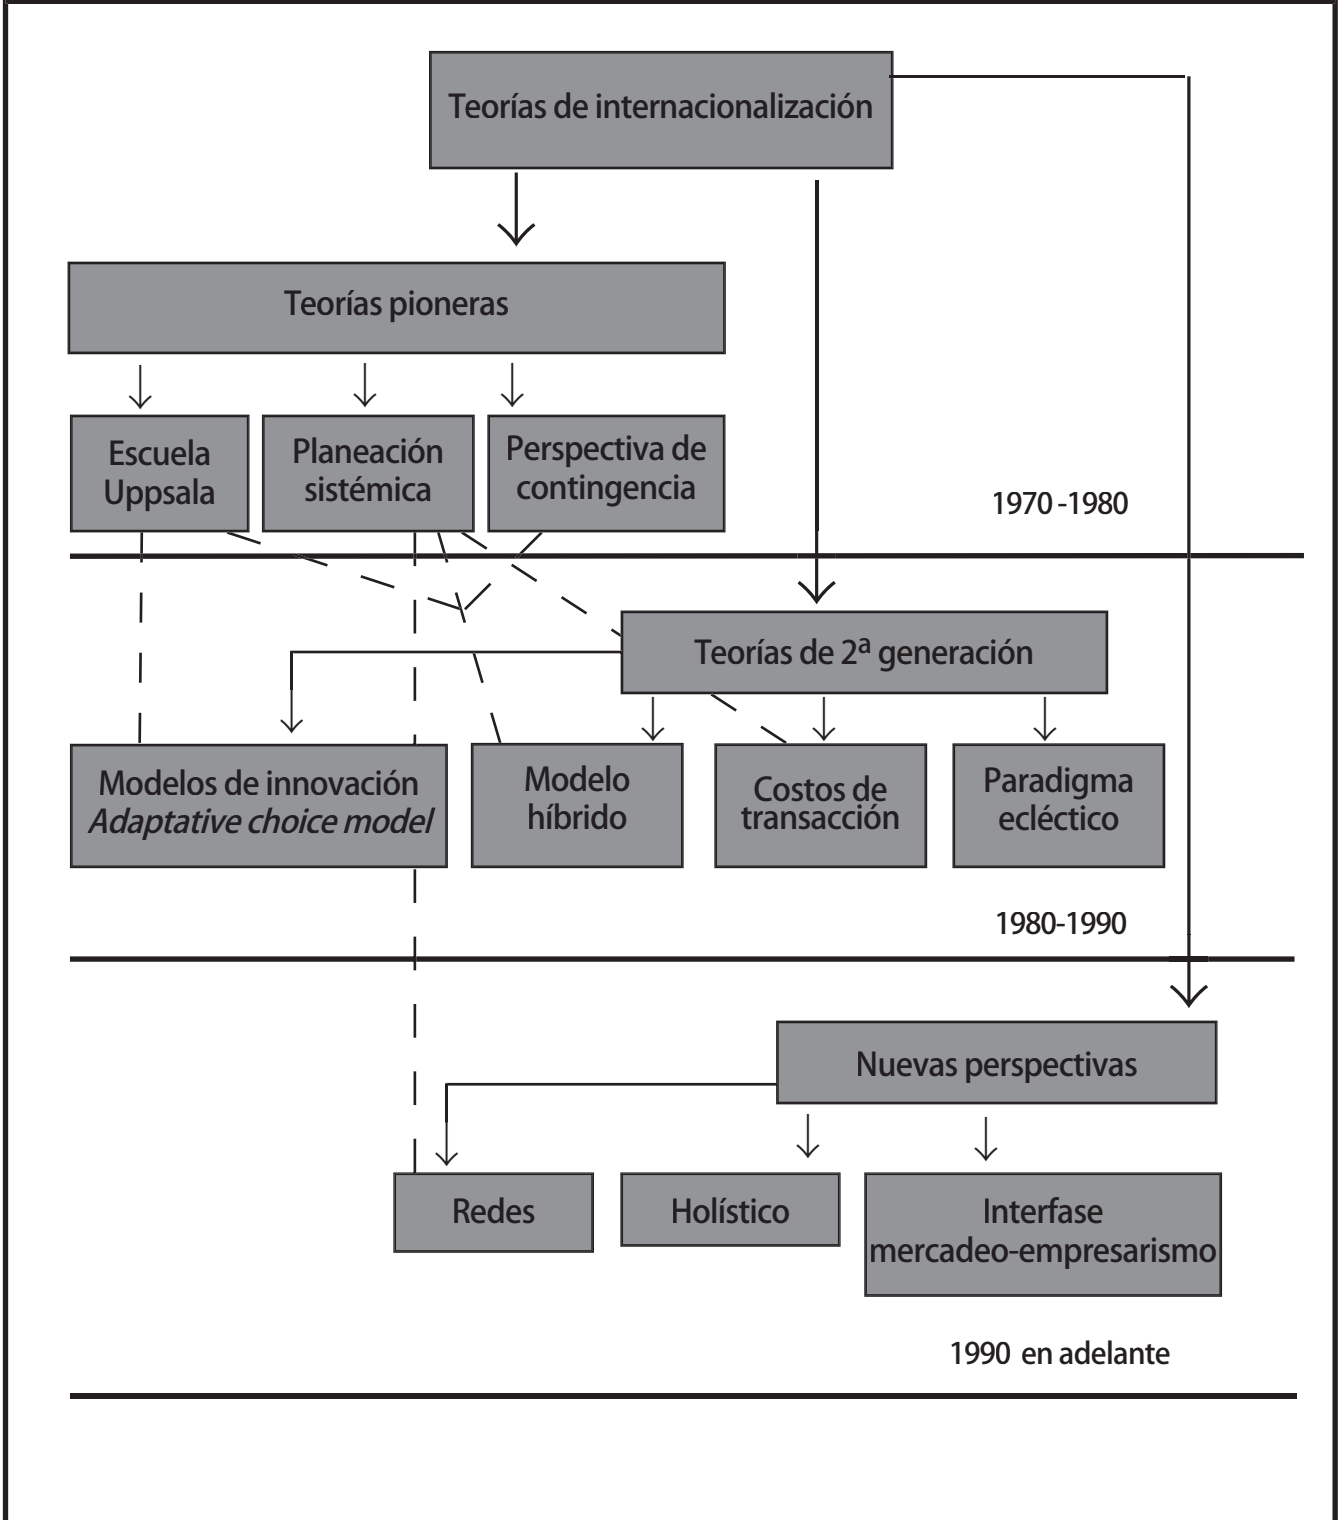 Teorías de internacionalización
Teorías pioneras
Escuela
Uppsala
Planeación
sistémica
Perspectiva de
contingencia
1970 -1980
Teorías de 2ª generación
Modelos de innovación
Adaptative choice model
Modelo
híbrido
Costos de
transacción
Paradigma
ecléctico
1980-1990
Nuevas perspectivas
Redes
Holístico
Interfase
mercadeo-empresarismo
1990 en adelante